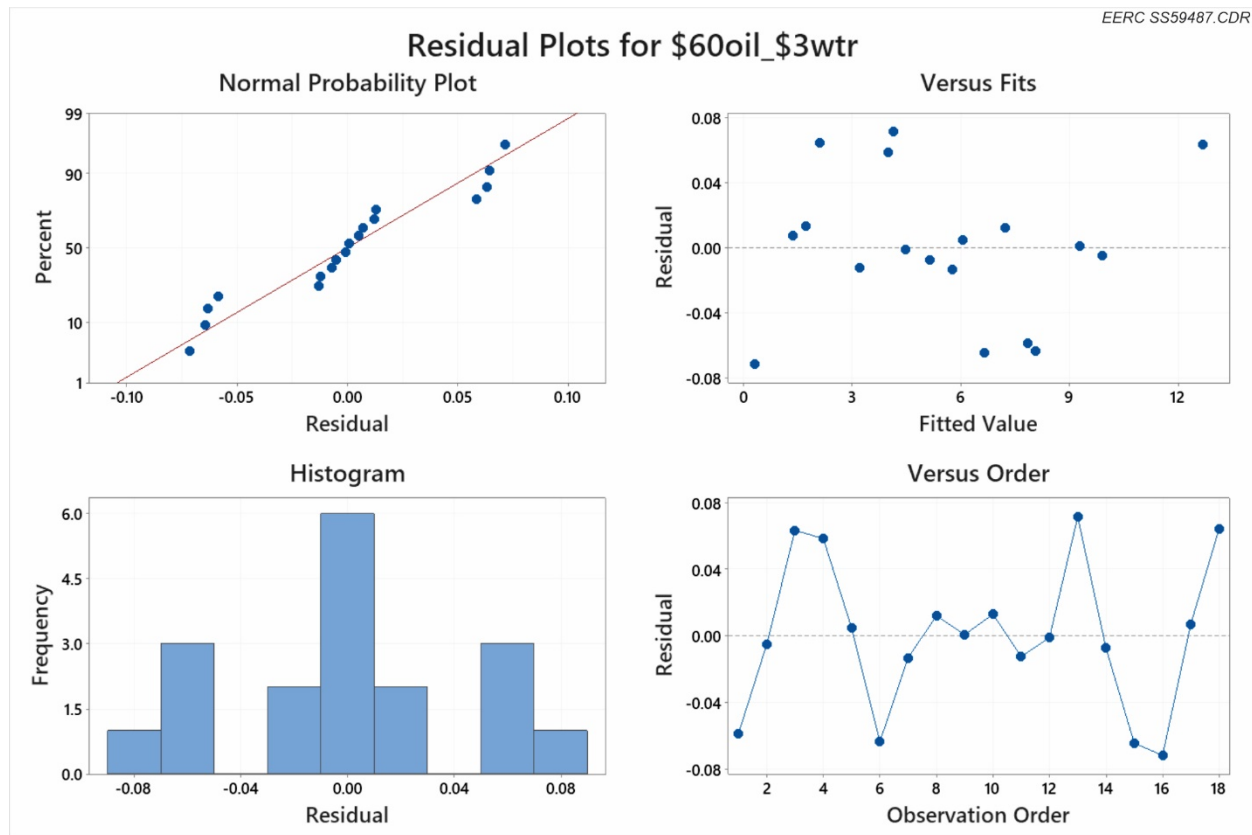 EERC SS59487.CDR
Residual Plots for $60oil_$3wtr
Normal Probability Plot
99
90
50
10
1
Percent
-0.10 -0.05 0.00 0.05 0.10
Residual
Versus Fits
0.08
0.04
0.00
-0.04
-0.08
Residual
0 3 6 9 12
Fitted Value
Histogram
6.0
4.5
3.0
1.5
0.0
Frequency
-0.08 -0.04 0.00 0.04 0.08
Residual
Versus Order
0.08
0.04
0.00
-0.04
-0.08
Residual
2 4 6 8 10 12 14 16 18
Observation Order